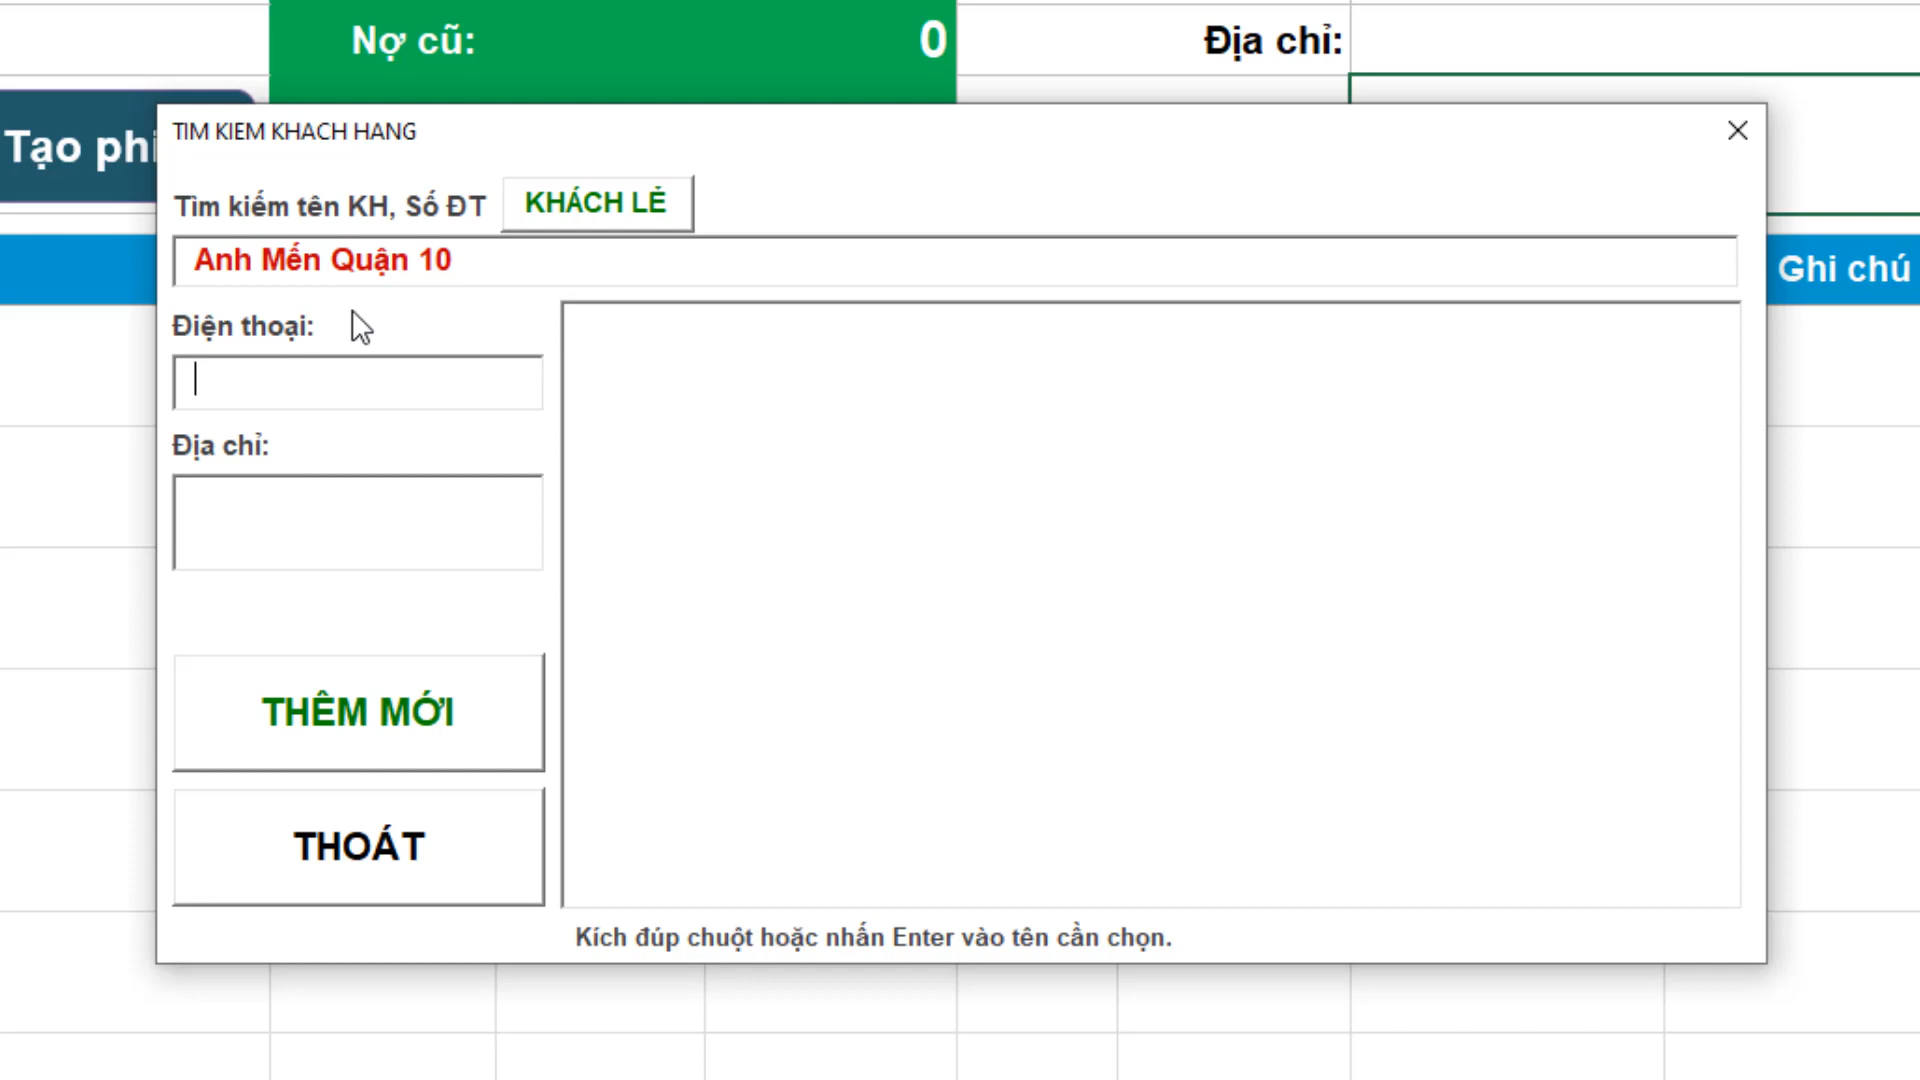 Nợ cũ:
0
Địa chỉ:
Tạo
TIM KIEM KHACH HANG
Tìm kiếm tên KH, Số ĐT
KHÁCH LẺ
Anh Mến Quận 10
Ghi chú
Điện thoại:
Địa chỉ:
THÊM MỚI
THOÁT
Kích đúp chuột hoặc nhấn Enter vào tên cần chọn.